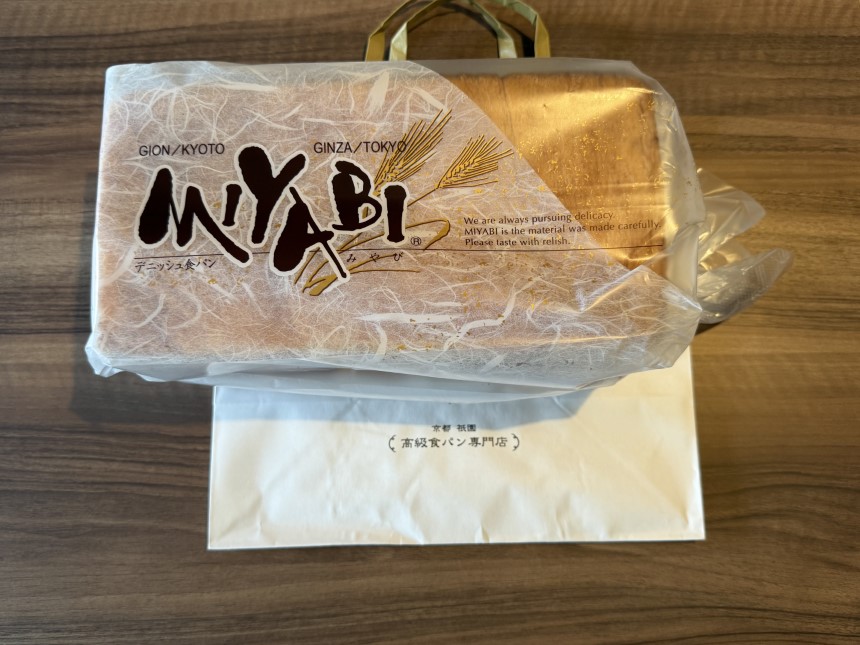 GION/KYOTO GINZA/TOKYO
MIYABI®
デニッシュ食パン みやび
We are always pursuing delicacy.
MIYABI is the material was made carefully.
Please taste with relish.
京都 祇園
高級食パン専門店